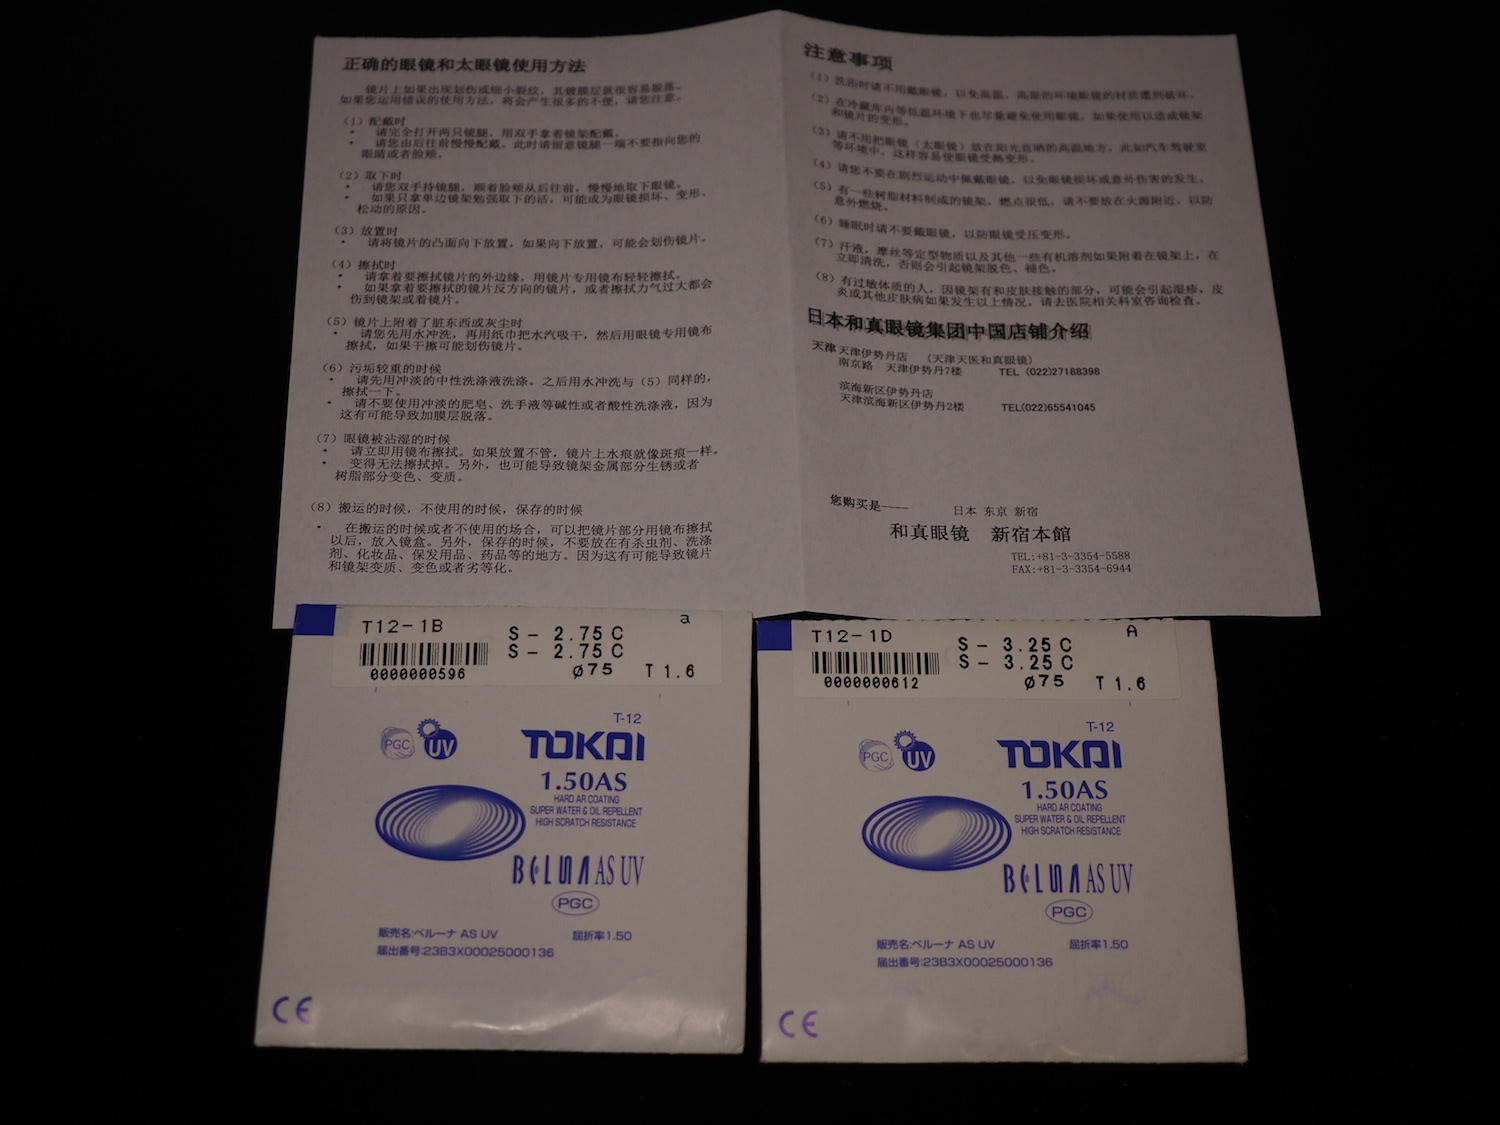 正确的眼镜和太眼镜使用方法
镜片上如果出现划伤或细小裂纹，其镀膜层就很容易脱落。
如果您运用错误的使用方法，将会产生很多的不便，请您注意。
（1）配戴时
・ 请完全打开两只镜腿，用双手拿着镜架配戴。
・ 请您由后往前慢慢配戴。此时请留意镜腿一端不要指向您的
眼睛或者脸颊。
（2）取下时
・ 请您双手持镜腿，顺着脸颊从后往前，慢慢地取下眼镜。
・ 如果只拿单边镜架勉强取下的活，可能成为眼镜损坏、变形、
松动的原因。
（3）放置时
・ 请将镜片的凸面向下放置，如果向下放置，可能会划伤镜片。
（4）擦拭时
・ 请拿着要擦拭镜片的外边缘，用镜片专用镜布轻轻擦拭。
・ 如果拿着要擦拭的镜片反方向的镜片，或者擦拭力气过大都会
伤到镜架或着镜片。
（5）镜片上附着了脏东西或灰尘时
・ 请您先用水冲洗，再用纸巾把水汽吸干，然后用眼镜专用镜布
擦拭，如果干擦可能划伤镜片。
（6）污垢较重的时候
・ 请先用冲淡的中性洗涤液洗涤。之后用水冲洗与（5）同样的，
擦拭一下。
・ 请不要使用冲淡的肥皂、洗手液等碱性或者酸性洗涤液，因为
这有可能导致加膜层脱落。
（7）眼镜被沾湿的时候
・ 请立即用镜布擦拭。如果放置不管，镜片上水痕就像斑痕一样。
・ 变得无法擦拭掉。另外，也可能导致镜架金属部分生锈或者
树脂部分变色、变质。
（8）搬运的时候，不使用的时候，保存的时候
・ 在搬运的时候或者不使用的场合，可以把镜片部分用镜布擦拭
以后，放入镜盒。另外，保存的时候，不要放在有杀虫剂、洗涤
剂、化妆品、保发用品、药品等的地方。因为这有可能导致镜片
和镜架变质、变色或者劣等化。
注意事项
（1）洗浴时请不用戴眼镜，以免高温，高湿的环境眼镜的材质遭到破坏。
（2）在冷藏库内等低温环境下也尽量避免使用眼镜，如果使用以造成镜架
和镜片的变形。
（3）请不用把眼镜（太眼镜）放在阳光首晒的高温地方，此如汽车驾驶室
等环境中，这样容易使眼镜受熱变形。
（4）请您不要在剧烈运动中佩戴眼镜，以免眼镜损坏或意外伤害的发生。
（5）有一些树脂材料制成的镜架，燃点很低，请不要放在火源附近，以防
意外燃烧。
（6）睡眠时请不要戴眼镜，以防眼镜受压变形。
（7）汗液，摩丝等定型物质以及其他一些有机溶剂如果附着在镜架上，在
立即清洗，否则会引起镜架脱色、褪色。
（8）有过敏体质的人，因镜架有和皮肤接触的部分，可能会引起湿疹，皮
炎或其他皮肤病如果发生以上情况，请去医院相关科室咨询检查。
日本和真眼镜集团中国店铺介绍
天津 天津伊勢丹店 （天津天医和真眼镜）
南京路 天津伊勢丹7楼 TEL (022)27188398
滨海新区伊勢丹店
天津滨海新区伊勢丹2楼 TEL(022)65541045
您购买是——
日本 东京 新宿
和真眼镜 新宿本館
TEL:+81-3-3354-5588
FAX:+81-3-3354-6944
T12-1B a
S - 2.75 C
S - 2.75 C
0000000596 ø75 T 1.6
T-12
PGC UV TOKAI
1.50AS
HARD AR COATING
SUPER WATER & OIL REPELLENT
HIGH SCRATCH RESISTANCE
BELNA AS UV
PGC
販売名:ベルーナ AS UV 屈折率1.50
届出番号:23B3X00025000136
CE
T12-1D A
S - 3.25 C
S - 3.25 C
0000000612 ø75 T 1.6
T-12
PGC UV TOKAI
1.50AS
HARD AR COATING
SUPER WATER & OIL REPELLENT
HIGH SCRATCH RESISTANCE
BELNA AS UV
PGC
販売名:ベルーナ AS UV 屈折率1.50
届出番号:23B3X00025000136
CE